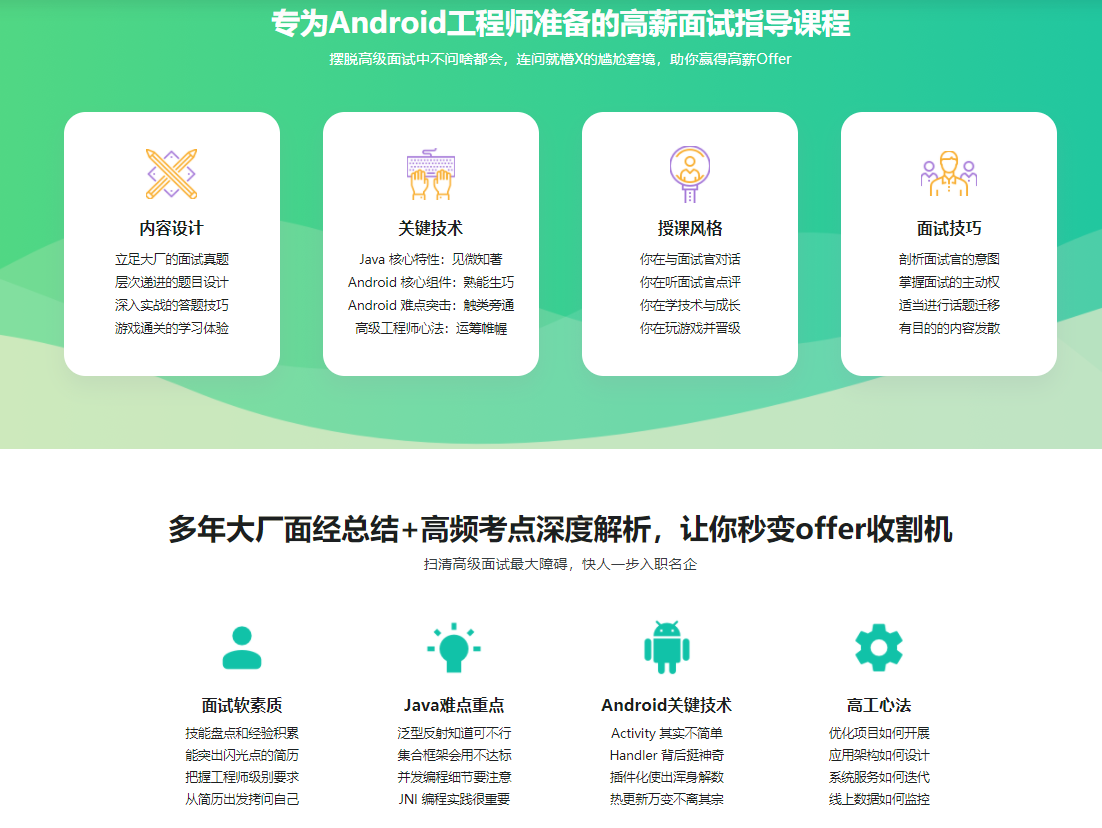 专为Android工程师准备的高薪面试指导课程
摆脱高级面试中不问啥都会，连问就懵X的尴尬窘境，助你赢得高薪Offer
内容设计
立足大厂的面试真题
层次递进的题目设计
深入实战的答题技巧
游戏通关的学习体验
关键技术
Java 核心特性：见微知著
Android 核心组件：熟能生巧
Android 难点突击：触类旁通
高级工程师心法：运筹帷幄
授课风格
你在与面试官对话
你在听面试官点评
你在学技术与成长
你在玩游戏并晋级
面试技巧
剖析面试官的意图
掌握面试的主动权
适当进行话题迁移
有目的的内容发散
多年大厂面经总结+高频考点深度解析，让你秒变offer收割机
扫清高级面试最大障碍，快人一步入职名企
面试软素质
技能盘点和经验积累
能突出闪光点的简历
把握工程师级别要求
从简历出发拷问自己
Java难点重点
泛型反射知道可不行
集合框架会用不达标
并发编程细节要注意
JNI 编程实践很重要
Android关键技术
Activity 其实不简单
Handler 背后挺神奇
插件化使出浑身解数
热更新万变不离其宗
高工心法
优化项目如何开展
应用架构如何设计
系统服务如何迭代
线上数据如何监控